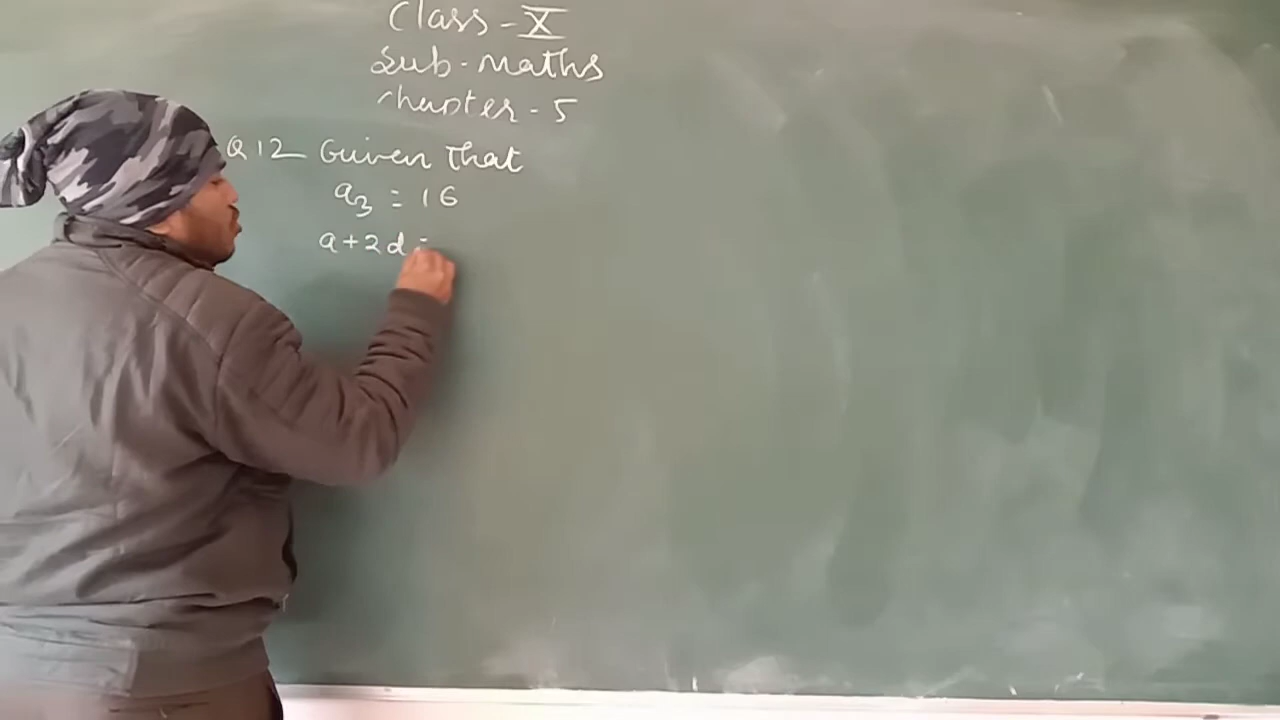 Class - X
Sub - Maths
Chapter - 5
Q12 Given that
a₃ = 16
a + 2d =